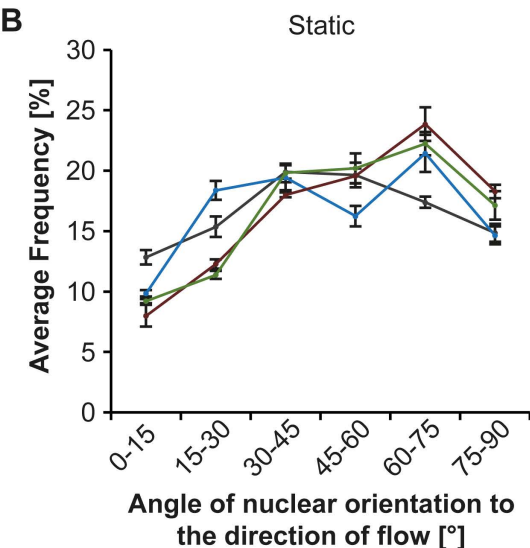 B
Static
Average Frequency [%]
30
25
20
15
10
5
0
0-15
15-30
30-45
45-60
60-75
75-90
Angle of nuclear orientation to
the direction of flow [°]